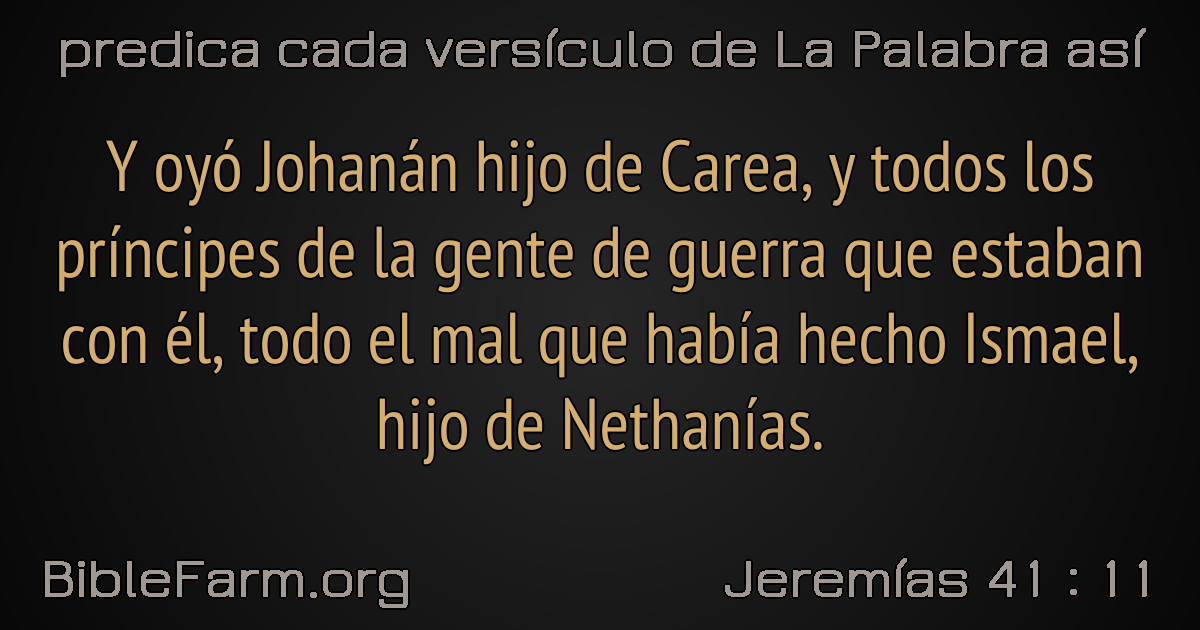 predica cada versículo de La Palabra así
Y oyó Johanán hijo de Carea, y todos los
príncipes de la gente de guerra que estaban
con él, todo el mal que había hecho Ismael,
hijo de Nethanías.
BibleFarm.org
Jeremías 41 : 11